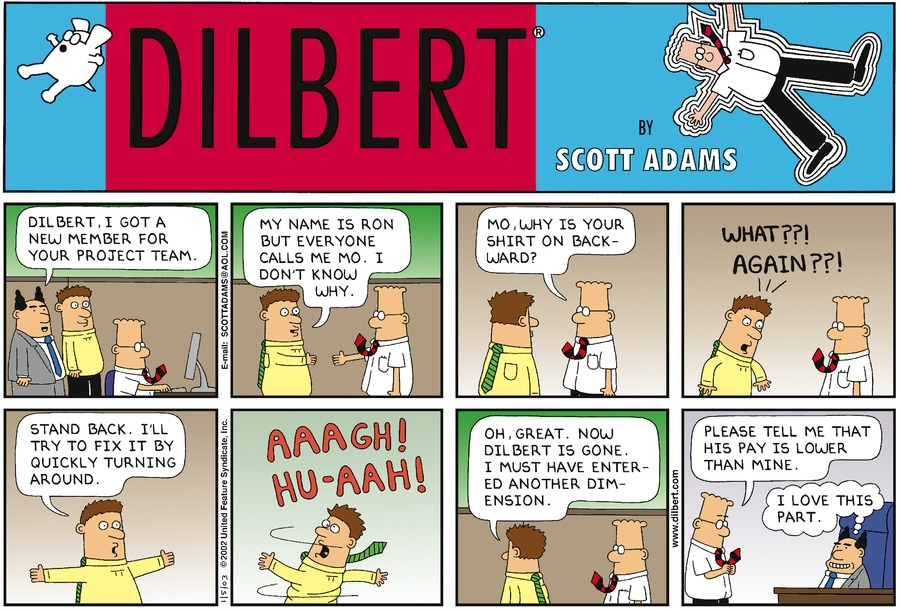 DILBERT®
BY
SCOTT ADAMS
DILBERT, I GOT A
NEW MEMBER FOR
YOUR PROJECT TEAM.
E-mail: SCOTTADAMS@AOL.COM
MY NAME IS RON
BUT EVERYONE
CALLS ME MO. I
DON'T KNOW
WHY.
MO, WHY IS YOUR
SHIRT ON BACK-
WARD?
WHAT??!
AGAIN??!
STAND BACK. I'LL
TRY TO FIX IT BY
QUICKLY TURNING
AROUND.
1/5/03 ©2002 United Feature Syndicate, Inc.
AAAGH!
HU-AAH!
OH, GREAT. NOW
DILBERT IS GONE.
I MUST HAVE ENTER-
ED ANOTHER DIM-
ENSION.
www.dilbert.com
PLEASE TELL ME THAT
HIS PAY IS LOWER
THAN MINE.
I LOVE THIS
PART.